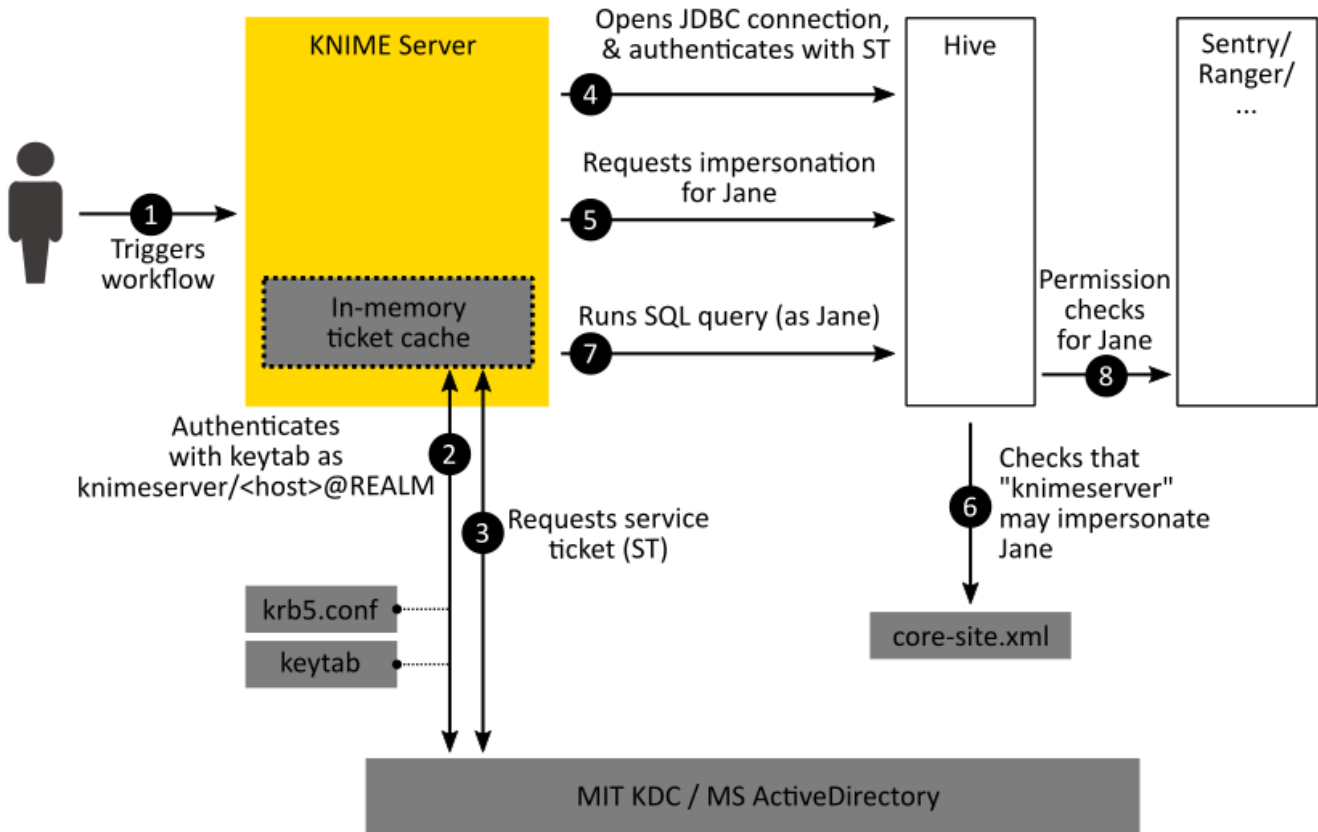 KNIME Server
Opens JDBC connection,
& authenticates with ST
Hive
Sentry/
Ranger/
...
4
Requests impersonation
for Jane
5
1
Triggers
workflow
In-memory
ticket cache
Runs SQL query (as Jane)
7
Permission
checks
for Jane
8
Authenticates
with keytab as
knimeserver/<host>@REALM
2
3
Requests service
ticket (ST)
6
Checks that
"knimeserver"
may impersonate
Jane
krb5.conf
keytab
core-site.xml
MIT KDC / MS ActiveDirectory